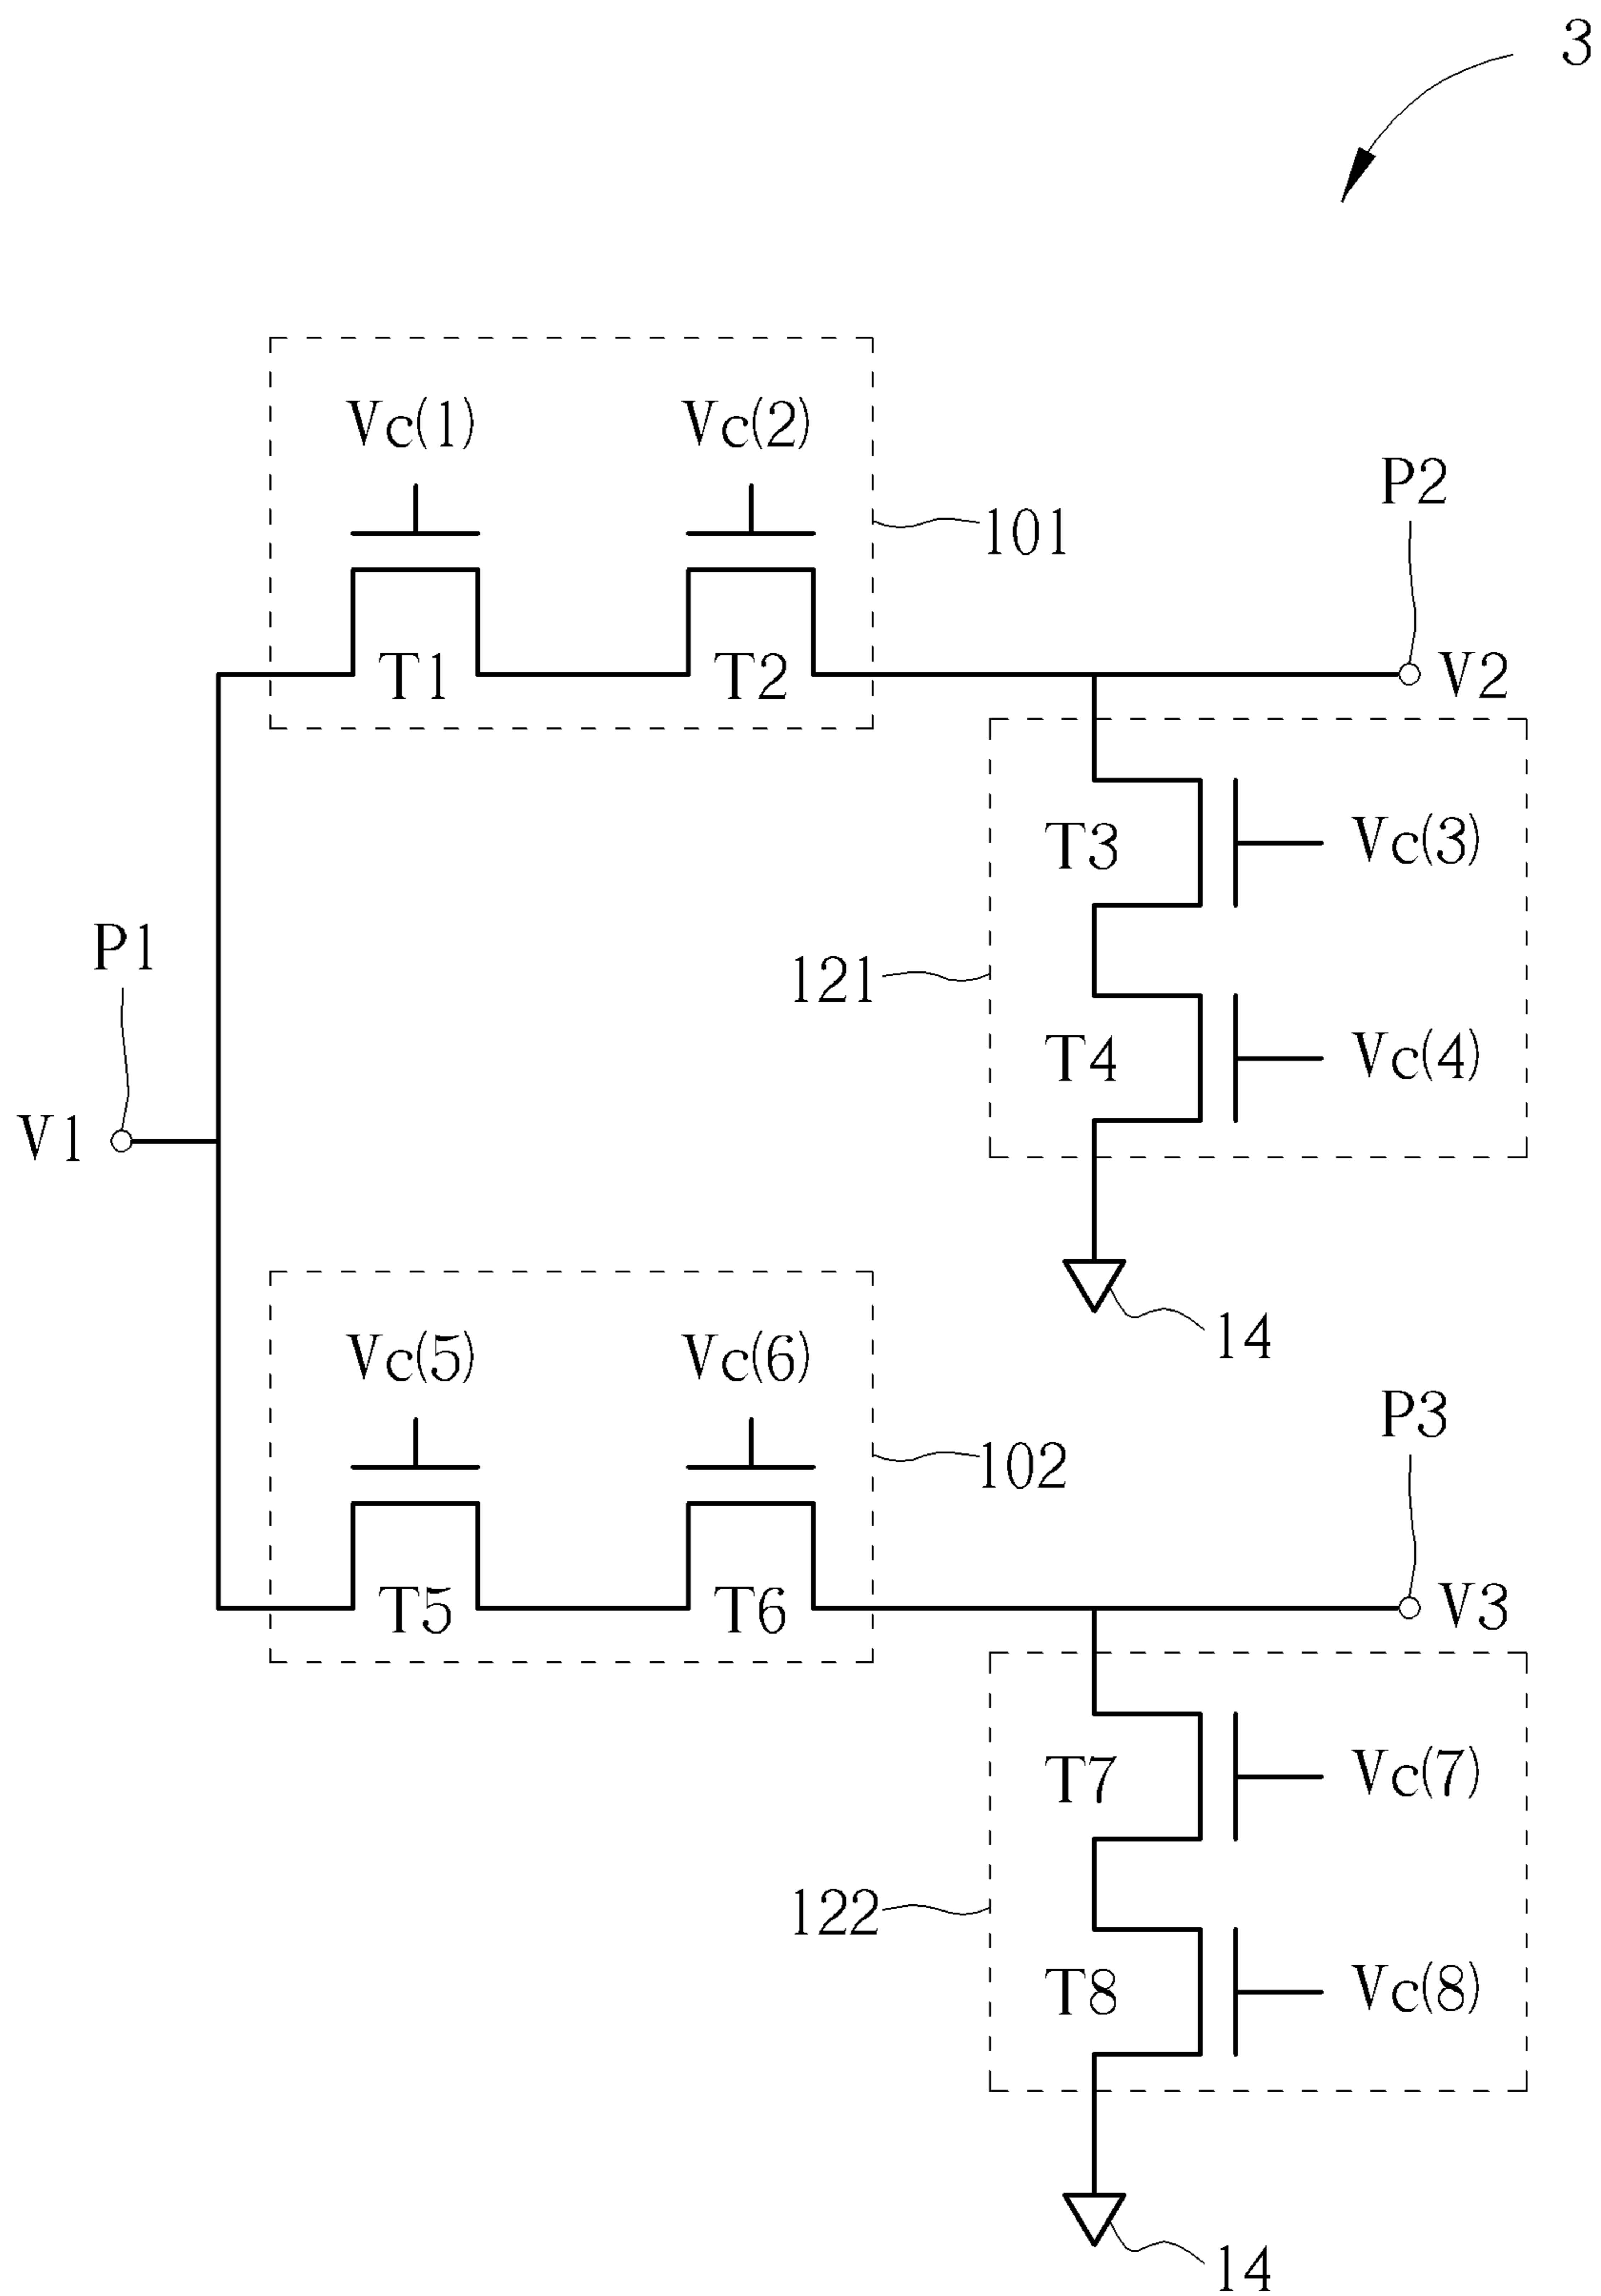 3
Vc(1) Vc(2)
101
P2
T1 T2
V2
T3 Vc(3)
P1
121
T4 Vc(4)
V1
14
Vc(5) Vc(6)
102
P3
T5 T6
V3
T7 Vc(7)
122
T8 Vc(8)
14